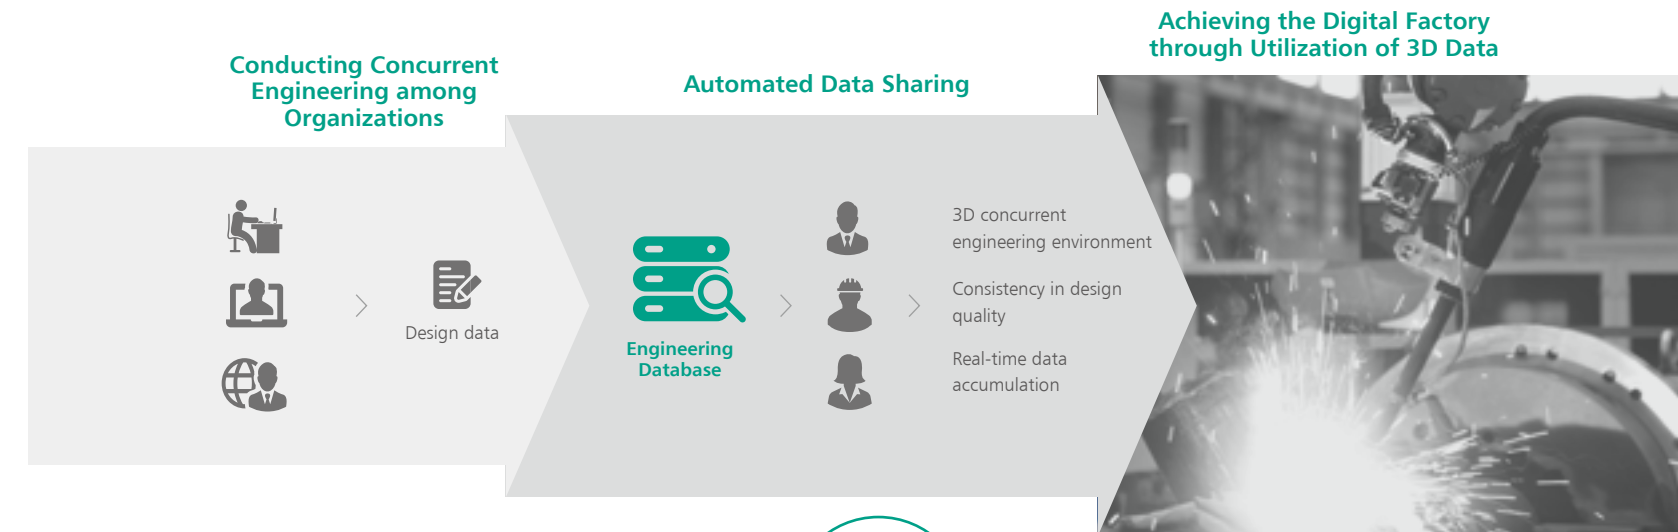 Conducting Concurrent
Engineering among
Organizations
Design data
Automated Data Sharing
Engineering
Database
3D concurrent
engineering environment
Consistency in design
quality
Real-time data
accumulation
Achieving the Digital Factory
through Utilization of 3D Data